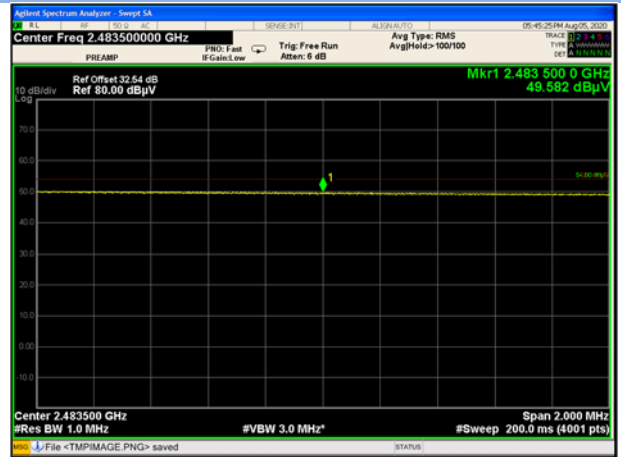 Agilent Spectrum Analyzer - Swept SA
RL RF 50 Ω AC SENSE:INT ALIGNAUTO 05:45:25 PM Aug 05, 2020
Center Freq 2.483500000 GHz
PREAMP
PNO: Fast
IFGain:Low
Trig: Free Run
Atten: 6 dB
Avg Type: RMS
Avg|Hold:> 100/100
TRACE 1 2 3 4 5 6
TYPE A WWWWW
DET A N N N N N
Mkr1 2.483 500 0 GHz
49.582 dBµV
Ref Offset 32.54 dB
10 dB/div Ref 80.00 dBµV
Log
70.0
60.0
1
54.00 dBµV
50.0
40.0
30.0
20.0
10.0
0.00
-10.0
Center 2.483500 GHz Span 2.000 MHz
#Res BW 1.0 MHz #VBW 3.0 MHz* #Sweep 200.0 ms (4001 pts)
MSG File <TMPIMAGE.PNG> saved STATUS